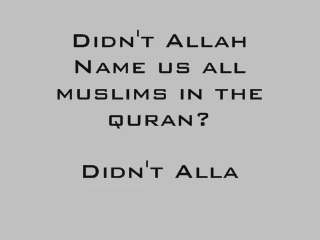 Didn't Allah
Name us all
muslims in the
quran?
Didn't Alla